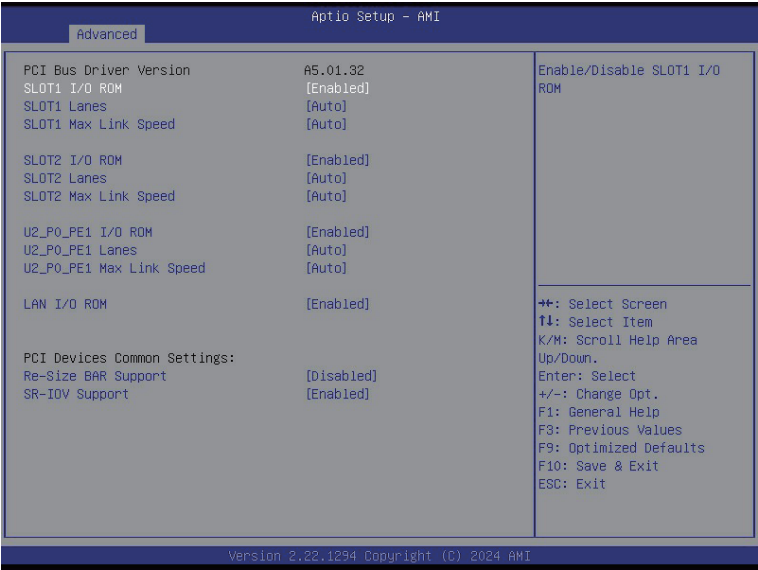 Aptio Setup – AMI
Advanced
PCI Bus Driver Version A5.01.32
SLOT1 I/O ROM [Enabled]
SLOT1 Lanes [Auto]
SLOT1 Max Link Speed [Auto]
SLOT2 I/O ROM [Enabled]
SLOT2 Lanes [Auto]
SLOT2 Max Link Speed [Auto]
U2_P0_PE1 I/O ROM [Enabled]
U2_P0_PE1 Lanes [Auto]
U2_P0_PE1 Max Link Speed [Auto]
LAN I/O ROM [Enabled]
PCI Devices Common Settings:
Re-Size BAR Support [Disabled]
SR-IOV Support [Enabled]
Enable/Disable SLOT1 I/O
ROM
→←: Select Screen
↑↓: Select Item
K/M: Scroll Help Area
Up/Down.
Enter: Select
+/-: Change Opt.
F1: General Help
F3: Previous Values
F9: Optimized Defaults
F10: Save & Exit
ESC: Exit
Version 2.22.1294 Copyright (C) 2024 AMI